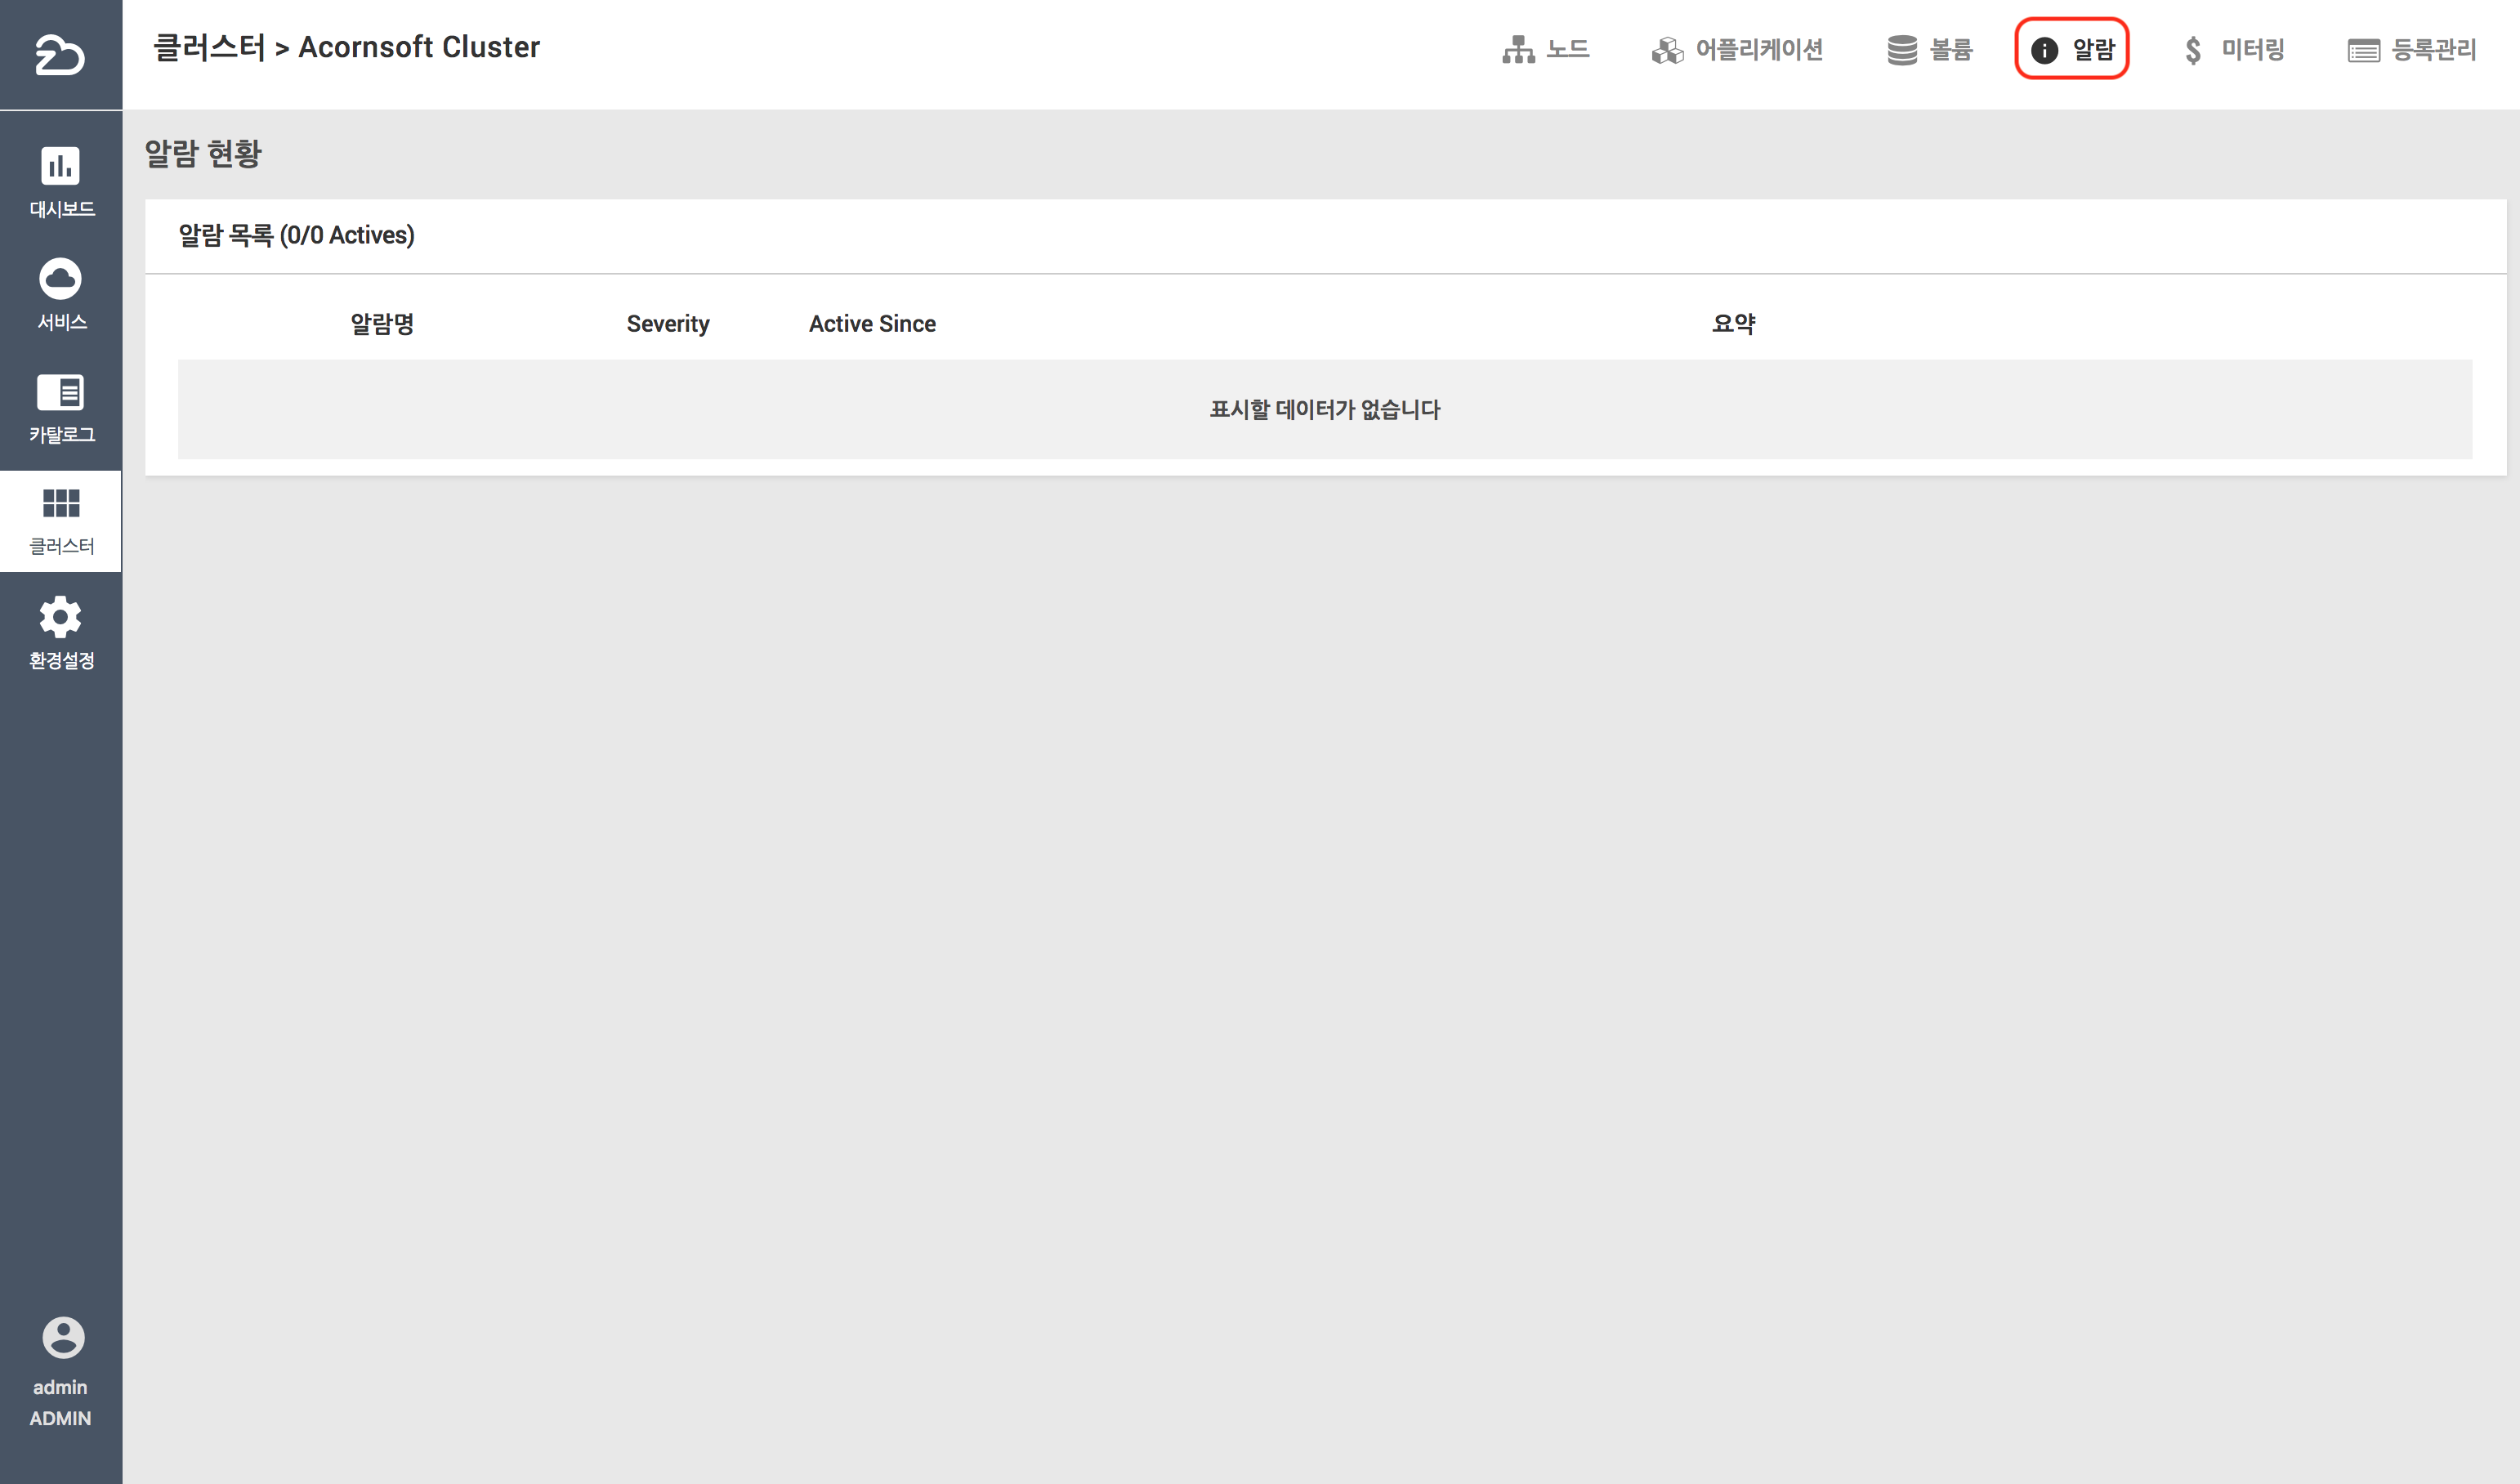 클러스터 > Acornsoft Cluster
노드
어플리케이션
볼륨
알람
미터링
등록관리
대시보드
서비스
카탈로그
클러스터
환경설정
admin
ADMIN
알람 현황
알람 목록 (0/0 Actives)
알람명 Severity Active Since 요약
표시할 데이터가 없습니다